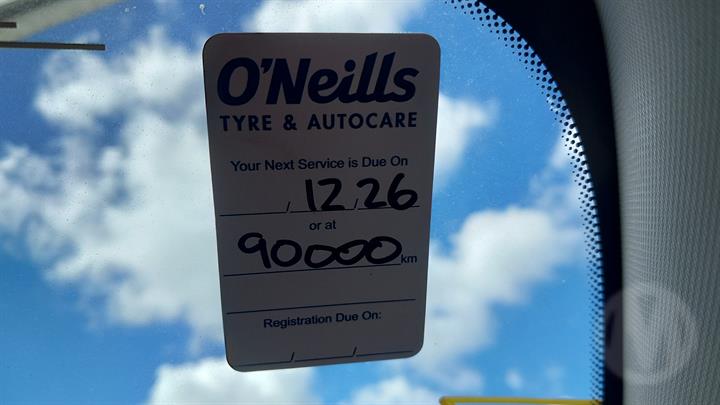 O'Neills
TYRE & AUTOCARE
Your Next Service is Due On
/ 12 / 26
or at
90000 km
Registration Due On:
/ /